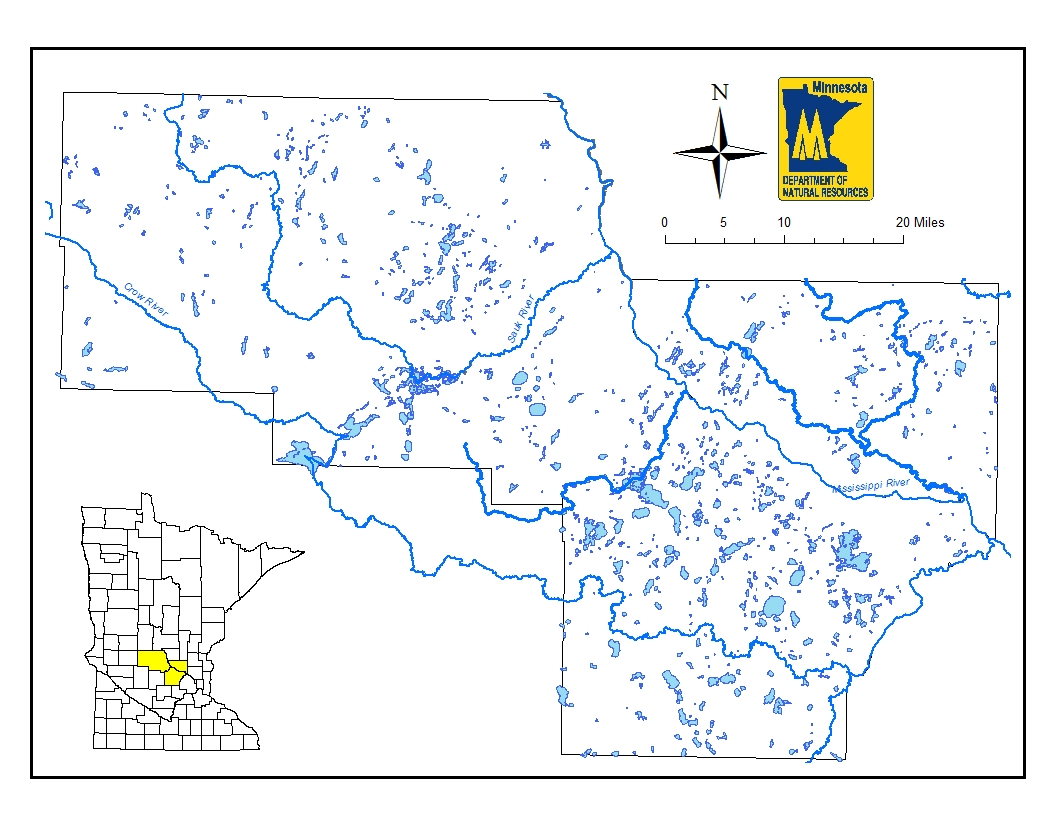 N
Minnesota
M
DEPARTMENT OF
NATURAL RESOURCES
0 5 10 20 Miles
Crow River
Sauk River
Mississippi River